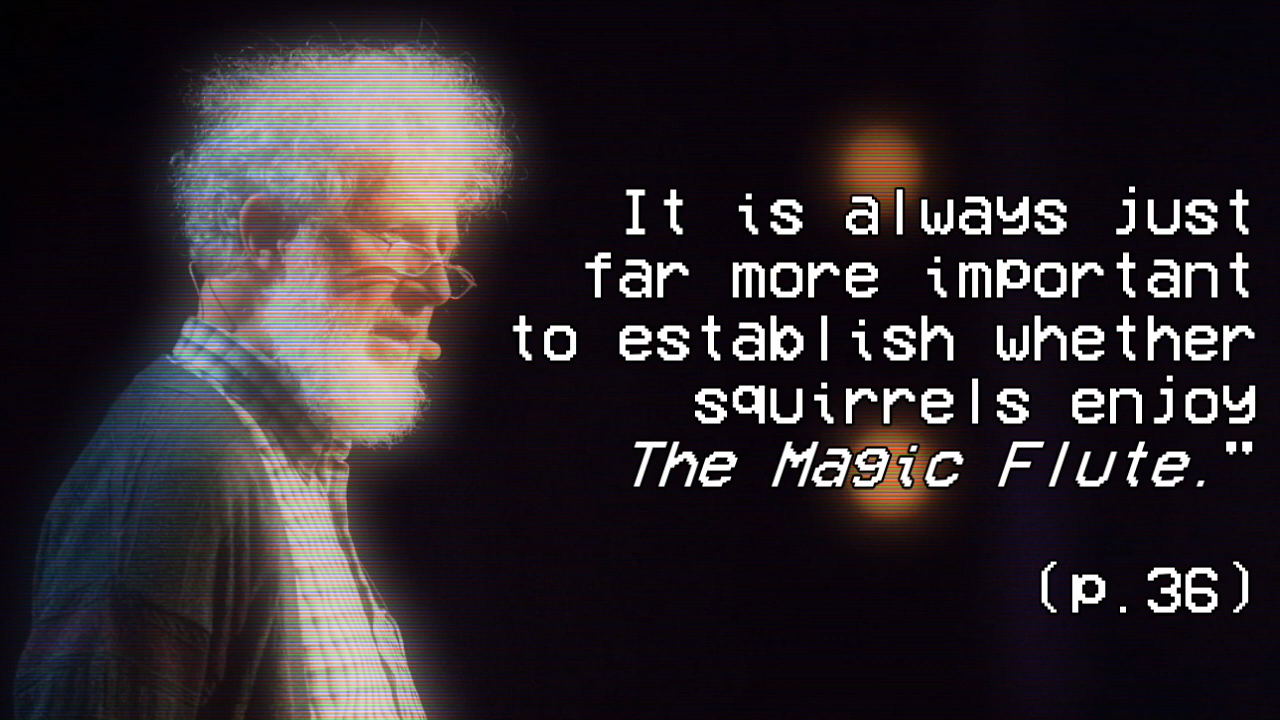 It is always just
far more important
to establish whether
squirrels enjoy
The Magic Flute."
(p.36)